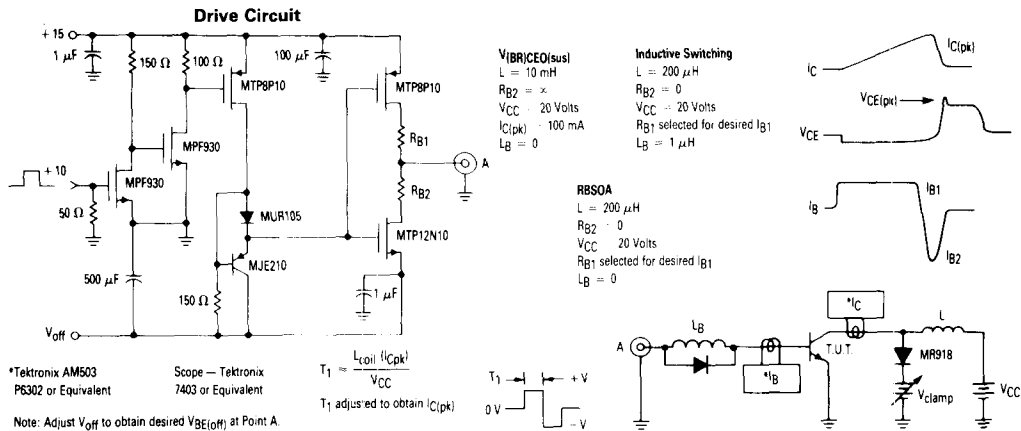 Drive Circuit
+ 15
1 μF
150 Ω
100 Ω
100 μF
MTP8P10
MTP8P10
RB1
A
RB2
MPF930
+ 10
MPF930
50 Ω
MUR105
MTP12N10
MJE210
500 μF
1 μF
150 Ω
Voff
*Tektronix AM503
P6302 or Equivalent
Scope — Tektronix
7403 or Equivalent
Note: Adjust Voff to obtain desired VBE(off) at Point A.
T1 ≈ Lcoil (ICpk)
VCC
T1 adjusted to obtain IC(pk)
V(BR)CEO(sus)
L = 10 mH
RB2 = ∞
VCC = 20 Volts
IC(pk) = 100 mA
LB = 0
Inductive Switching
L = 200 μH
RB2 = 0
VCC = 20 Volts
RB1 selected for desired IB1
LB = 1 μH
RBSOA
L = 200 μH
RB2 = 0
VCC = 20 Volts
RB1 selected for desired IB1
LB = 0
IC
IC(pk)
VCE(pk)
VCE
IB
IB1
IB2
A
LB
*IC
*IB
T.U.T.
L
MR918
Vclamp
VCC
T1
+V
0 V
–V